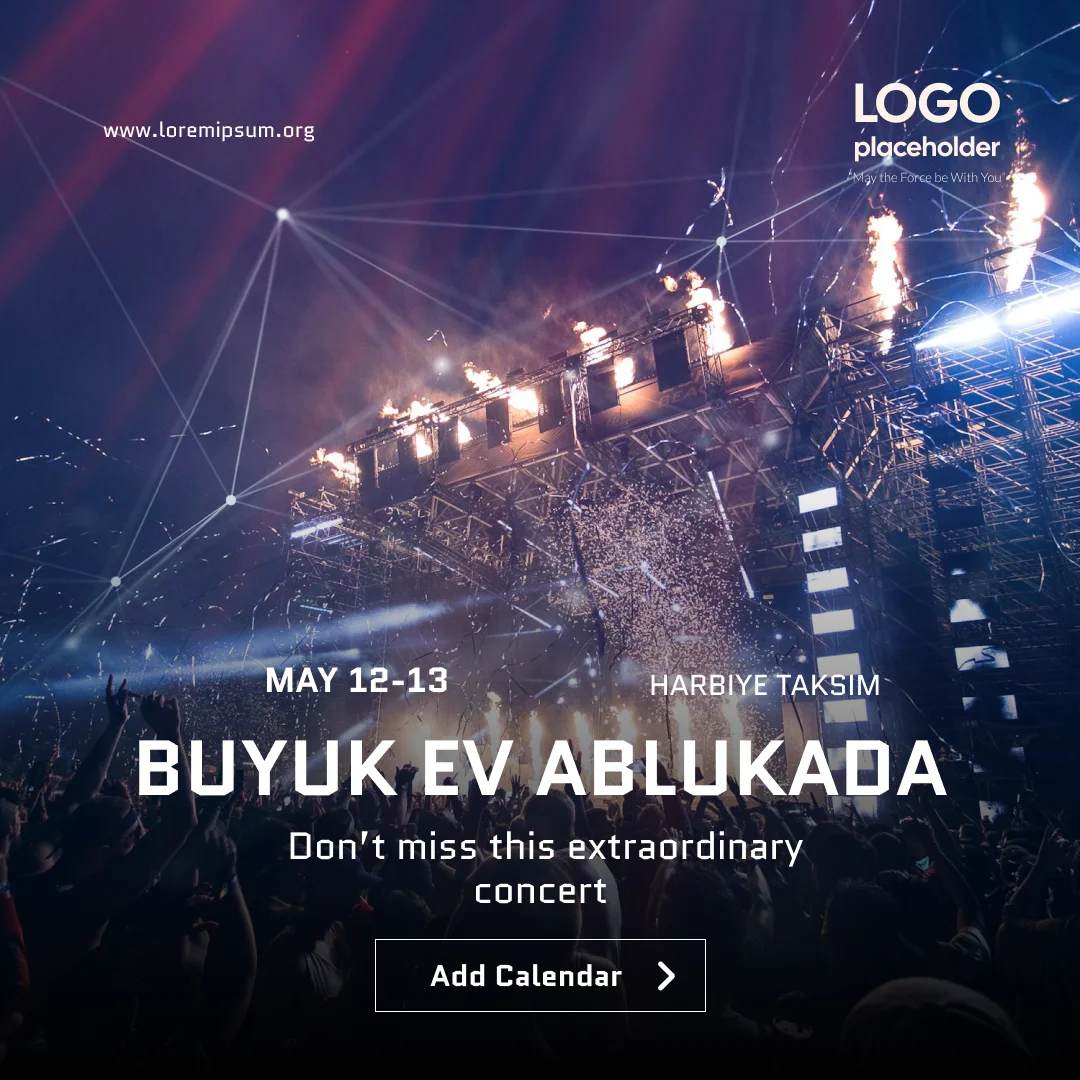 www.loremipsum.org
LOGO
placeholder
"May the Force be With You"
MAY 12-13
HARBIYE TAKSIM
BUYUK EV ABLUKADA
Don't miss this extraordinary
concert
Add Calendar